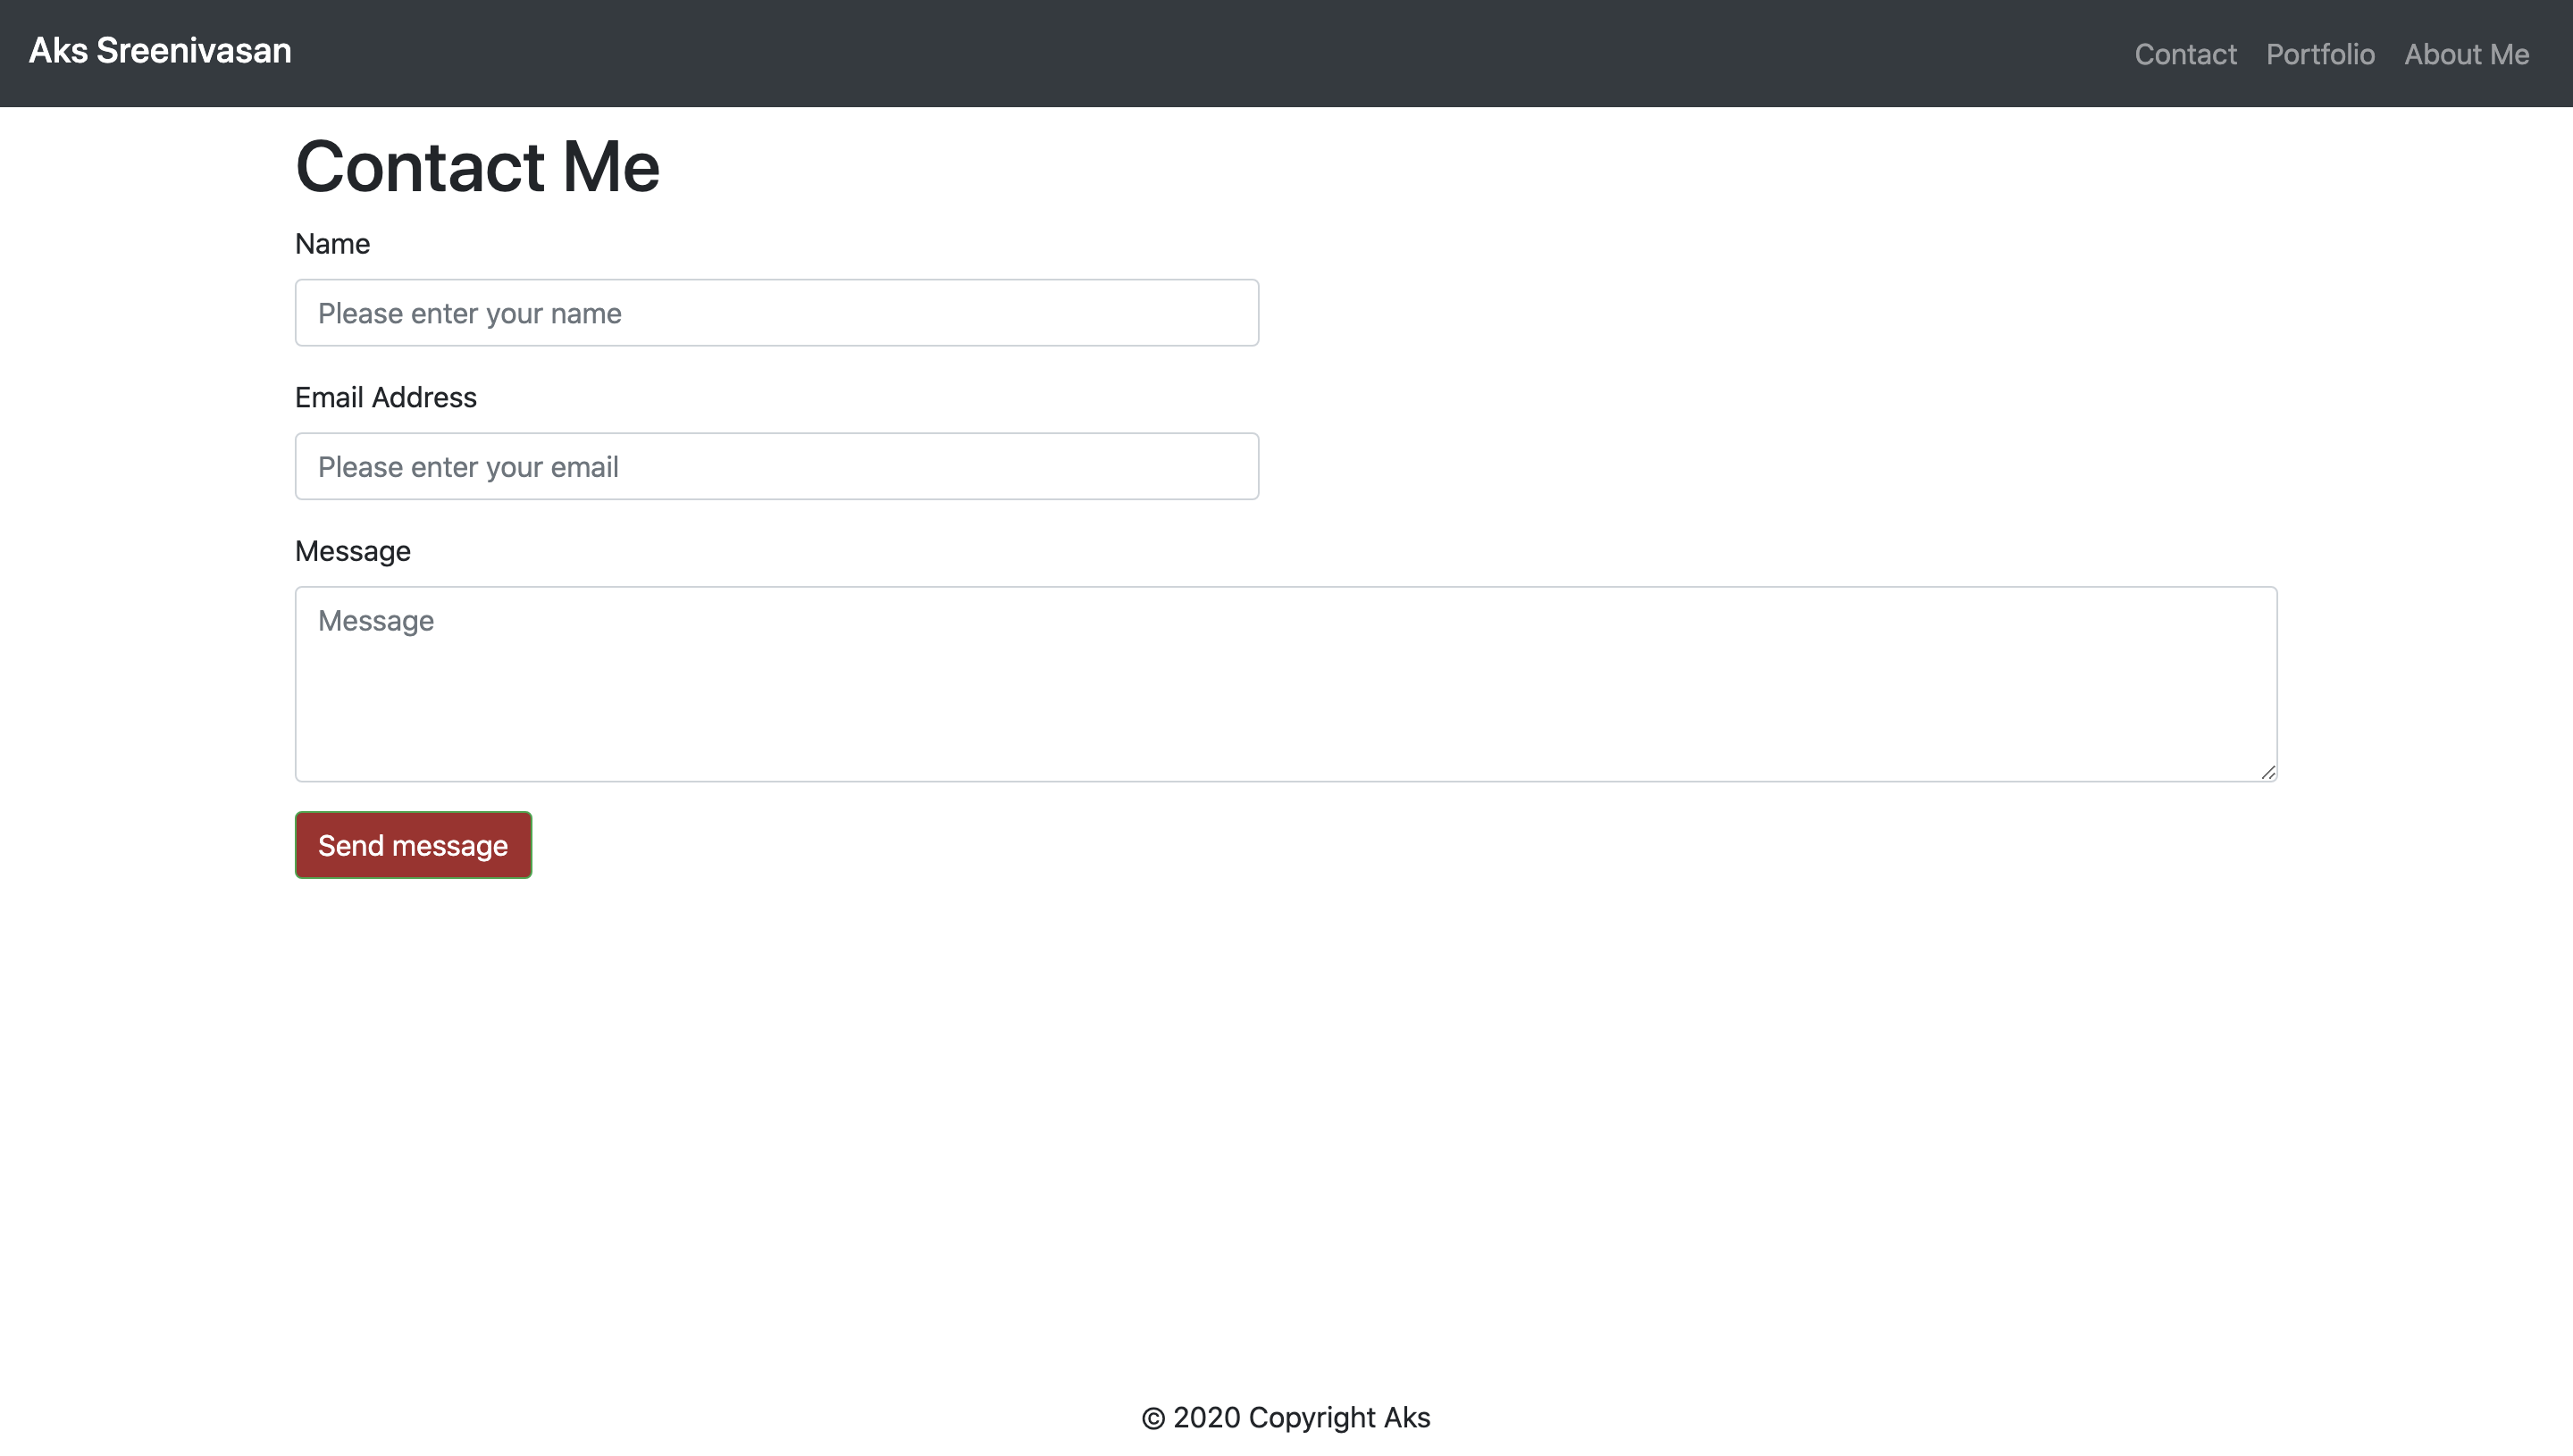 Aks Sreenivasan
Contact Portfolio About Me
Contact Me
Name
Please enter your name
Email Address
Please enter your email
Message
Message
Send message
© 2020 Copyright Aks